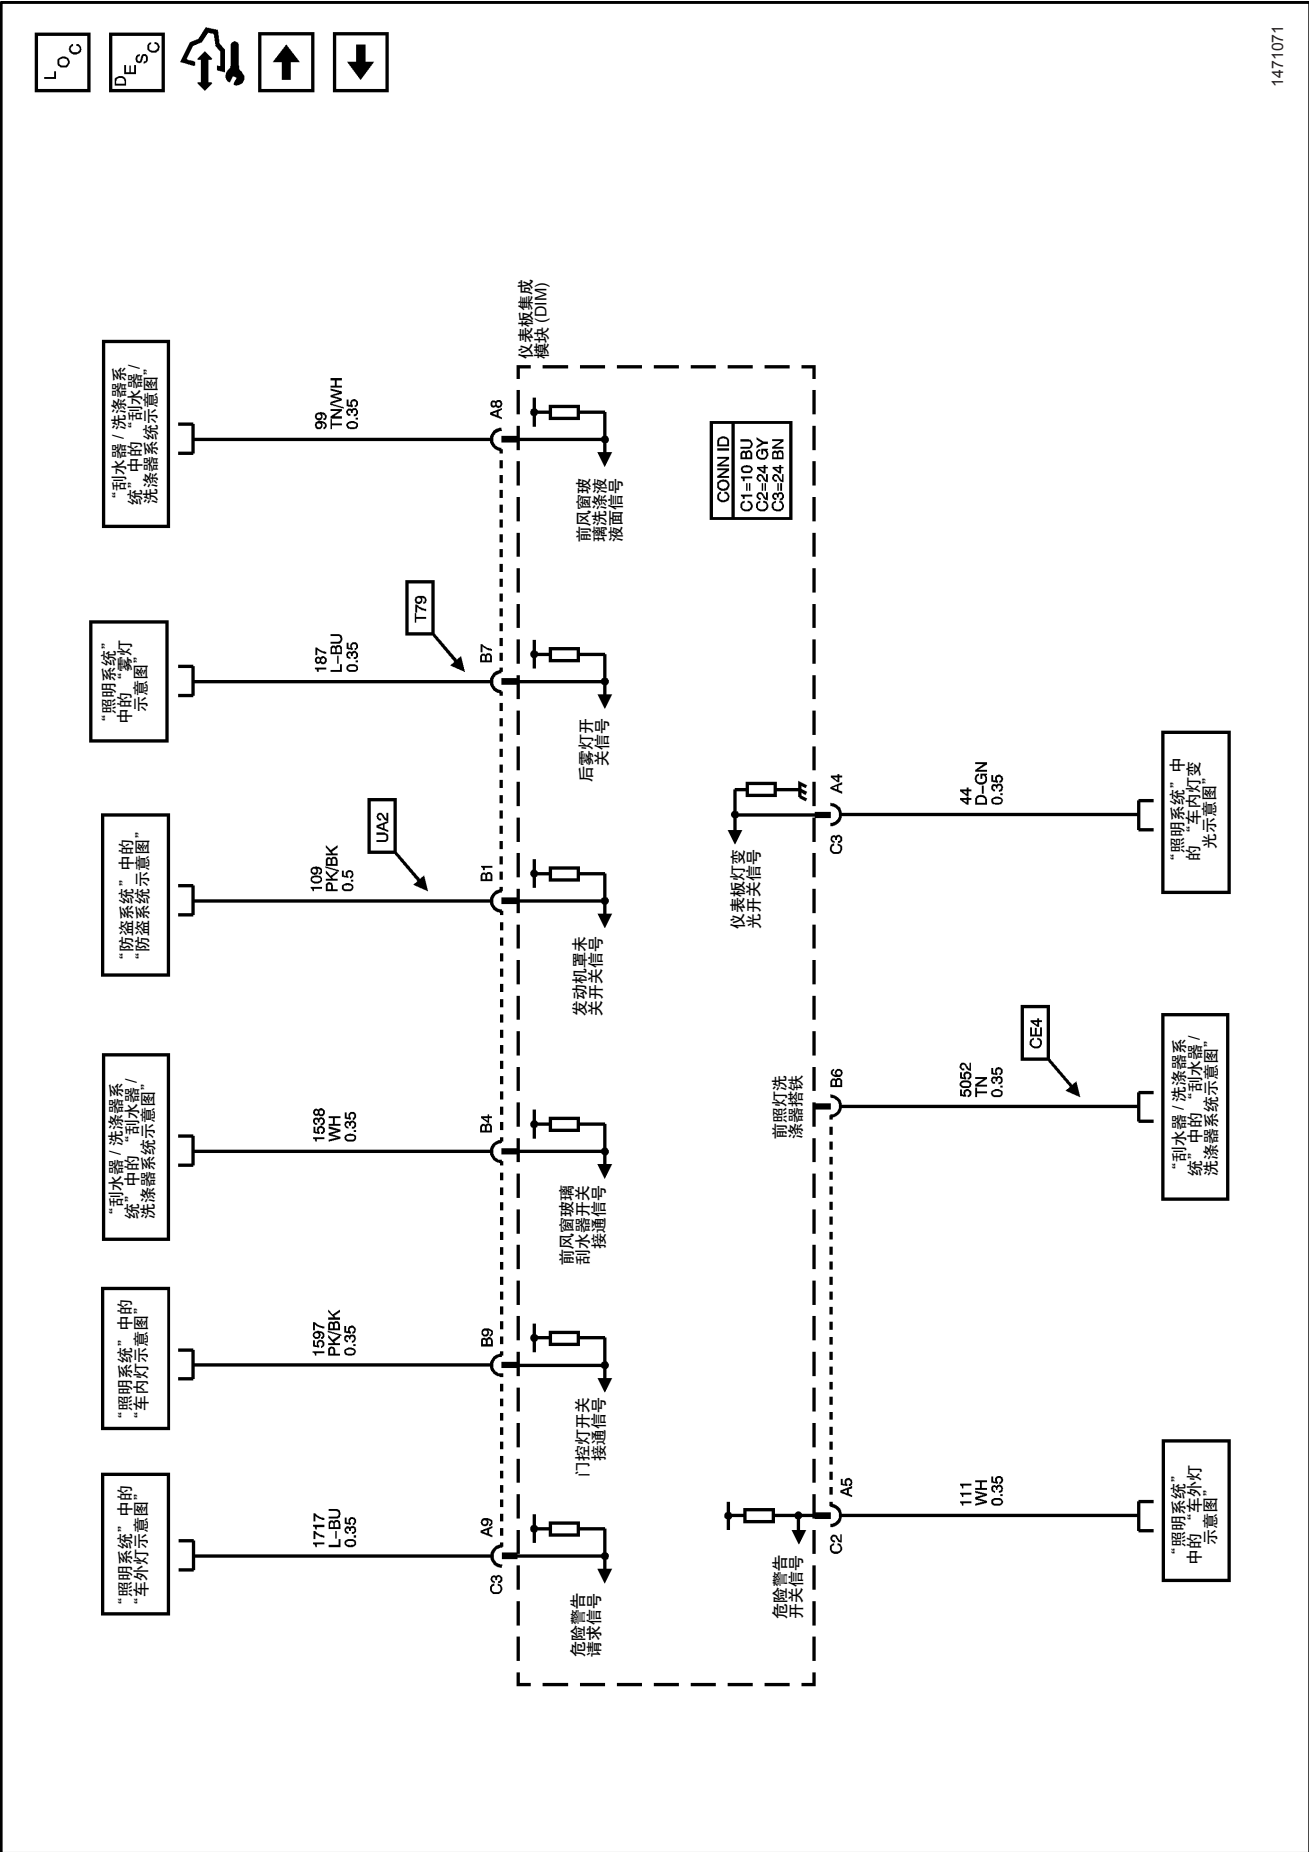 LOC
DESC
1471071
“照明系统” 中的
“车外灯示意图”
“照明系统” 中的
“车内灯示意图”
“刮水器 / 洗涤器系
统” 中的 “刮水器 /
洗涤器系统示意图”
“防盗系统” 中的
“防盗系统示意图”
“照明系统”
中的 “雾灯
示意图”
“刮水器 / 洗涤器系
统” 中的 “刮水器 /
洗涤器系统示意图”
1717
L–BU
0.35
1597
PK/BK
0.35
1538
WH
0.35
109
PK/BK
0.5
187
L–BU
0.35
99
TN/WH
0.35
UA2
T79
C3
A9
B9
B4
B1
B7
A8
仪表板集成
模块 (DIM)
危险警告
请求信号
门控灯开关
接通信号
前风窗玻璃
刮水器开关
接通信号
发动机罩未
关开关信号
后雾灯开
关信号
前风窗玻
璃洗涤液
液面信号
CONN ID
C1=10 BU
C2=24 GY
C3=24 BN
危险警告
开关信号
前照灯洗
涤器搭铁
仪表板灯变
光开关信号
C2
A5
B6
C3
A4
111
WH
0.35
5052
TN
0.35
CE4
44
D–GN
0.35
“照明系统”
中的 “车外灯
示意图”
“刮水器 / 洗涤器系
统” 中的 “刮水器 /
洗涤器系统示意图”
“照明系统” 中
的 “车内灯变
光示意图”